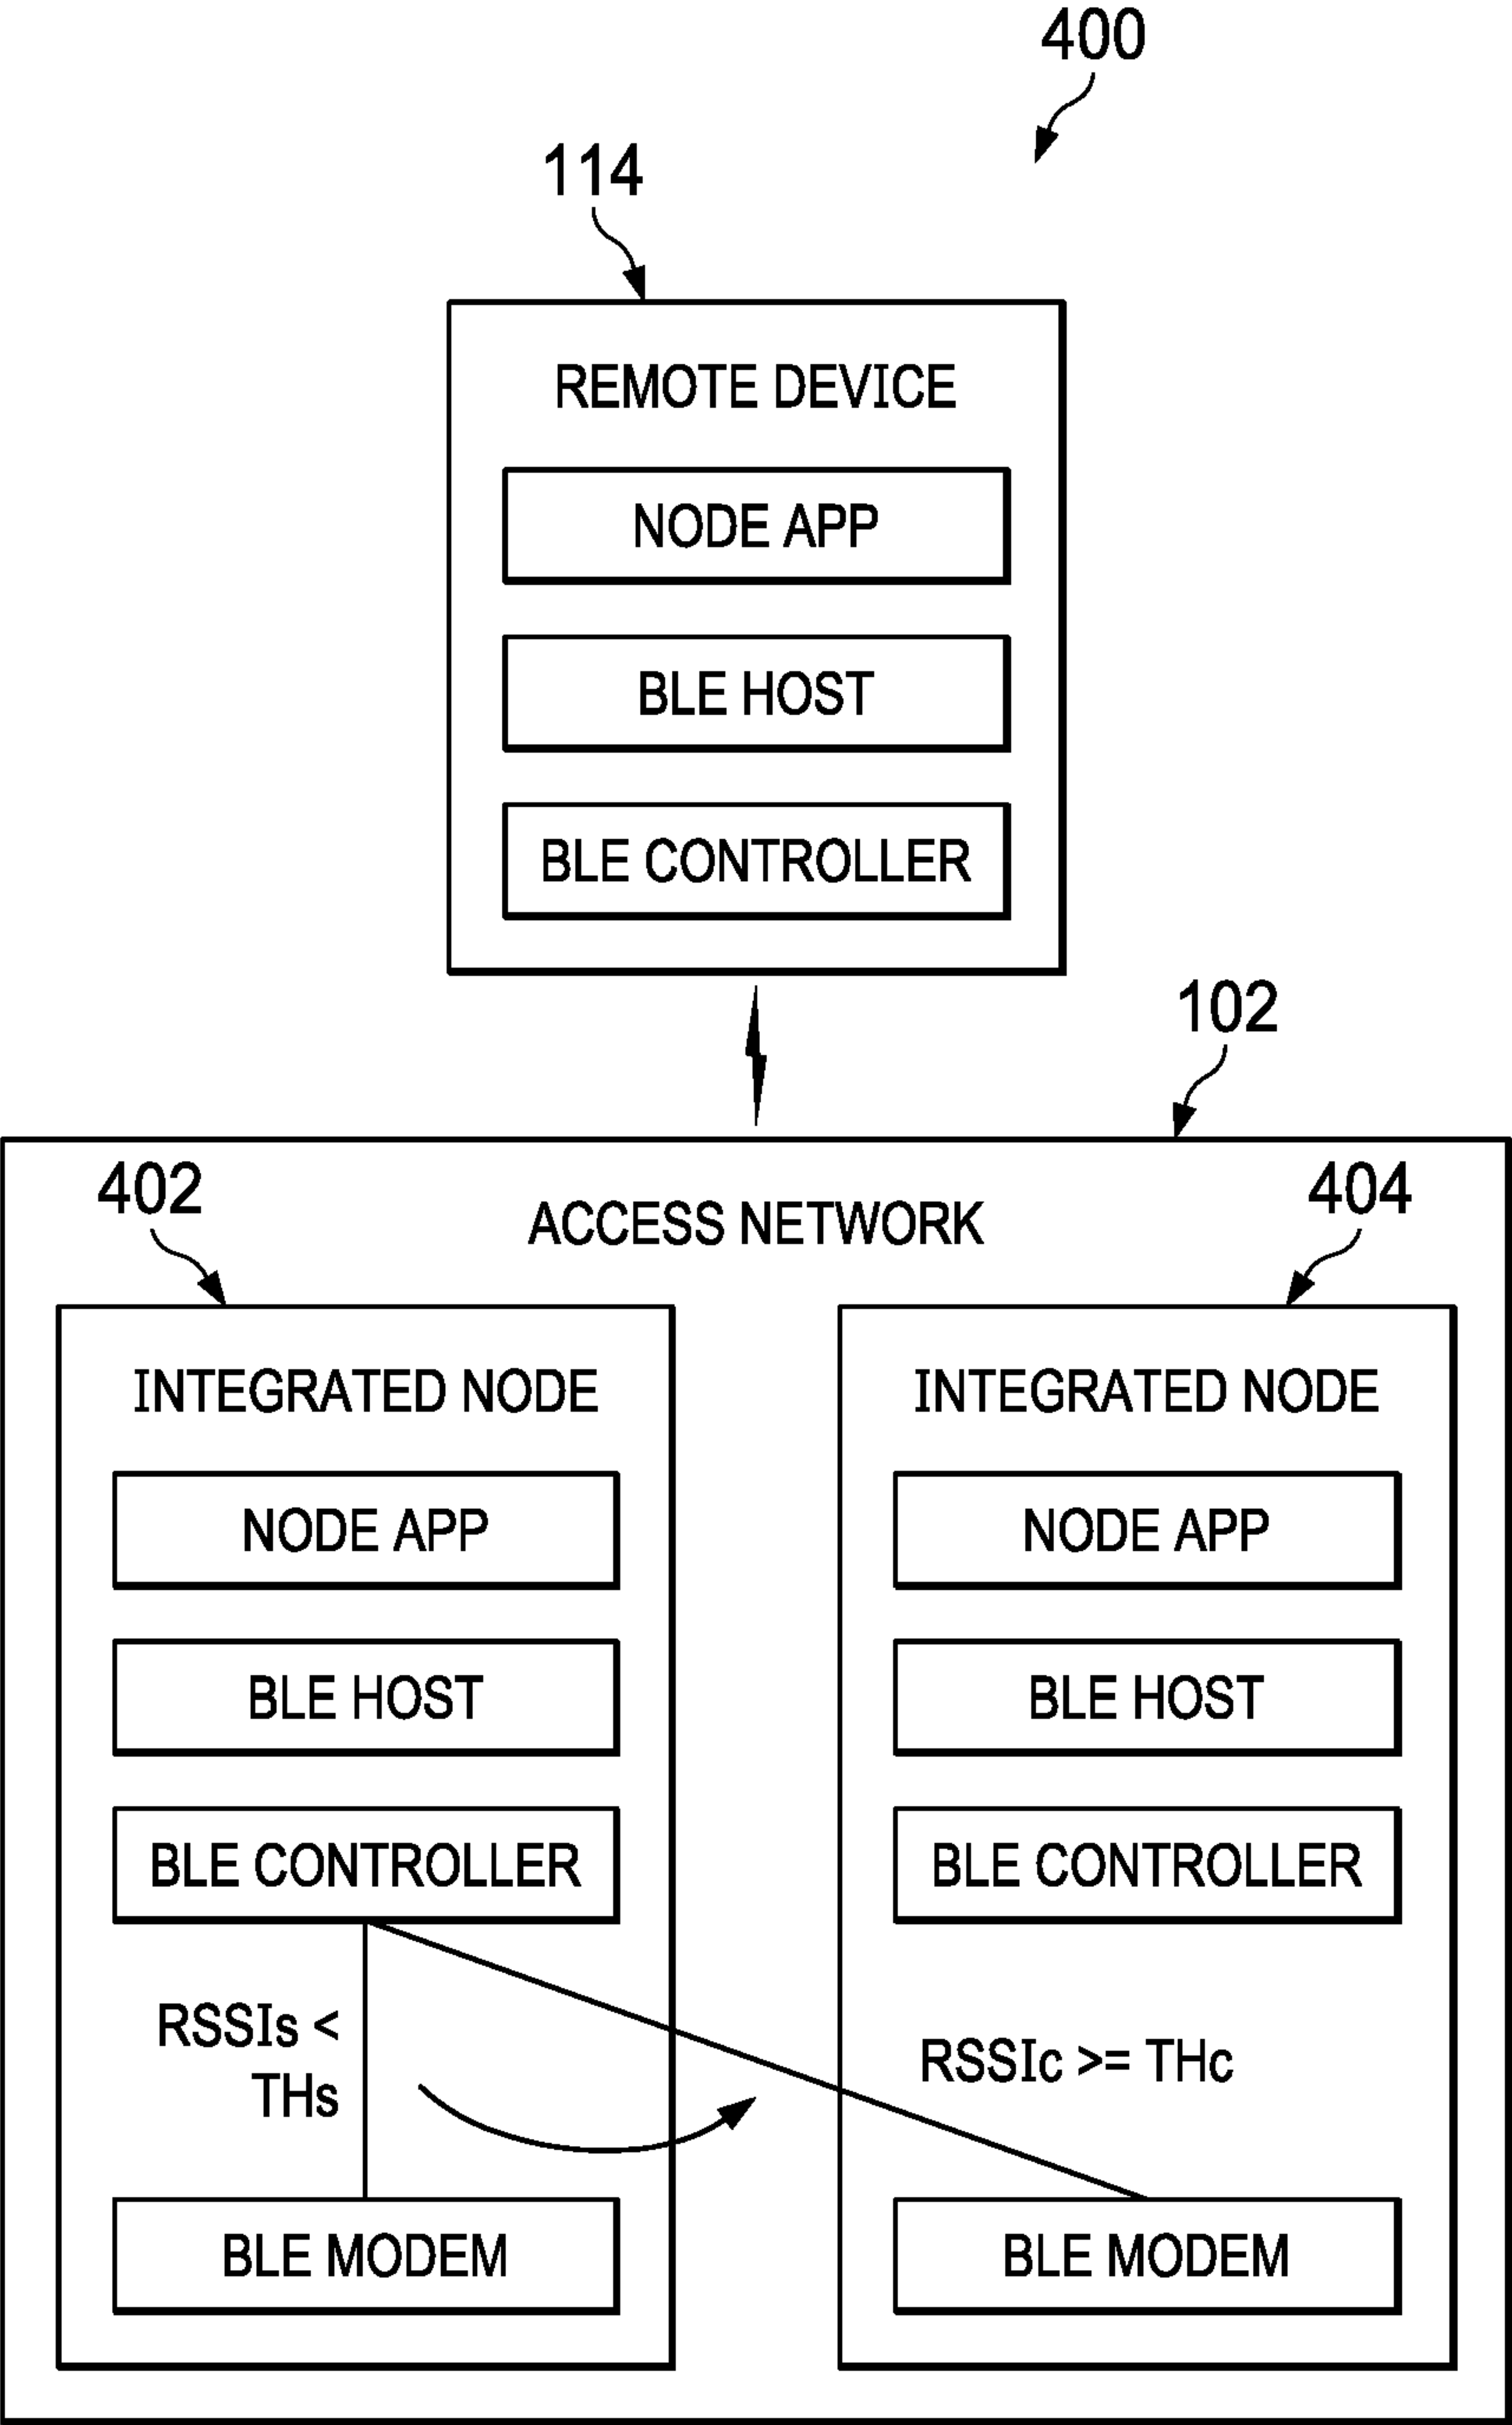 400
114
REMOTE DEVICE
NODE APP
BLE HOST
BLE CONTROLLER
102
ACCESS NETWORK
402
INTEGRATED NODE
NODE APP
BLE HOST
BLE CONTROLLER
RSSIs <
THs
BLE MODEM
404
INTEGRATED NODE
NODE APP
BLE HOST
BLE CONTROLLER
RSSIc >= THc
BLE MODEM